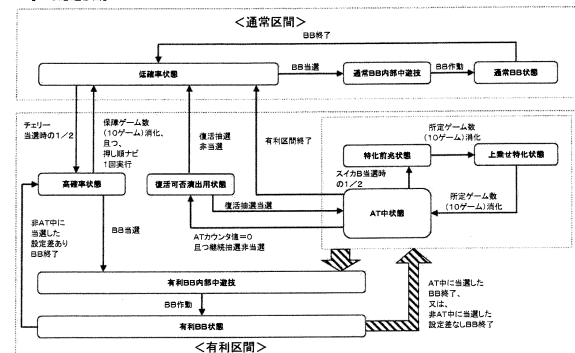 ＜通常区間＞
BB終了
低確率状態
BB当選
通常BB内部中遊技
BB作動
通常BB状態
チェリー
当選時の1／2
保障ゲーム数
(10ゲーム)消化、
且つ、
押し順ナビ
1回実行
復活抽選
非当選
有利区間終了
所定ゲーム数
(10ゲーム)消化
特化前兆状態
上乗せ特化状態
スイカB当選時
の1／2
高確率状態
復活可否演出用状態
復活抽選当選
AT中状態
所定ゲーム数
(10ゲーム)消化
非AT中に
当選した
設定差あり
BB終了
BB当選
ATカウンタ値=0
且つ継続抽選非当選
有利BB内部中遊技
BB作動
有利BB状態
AT中に当選した
BB終了、
又は、
非AT中に当選した
設定差なしBB終了
＜有利区間＞